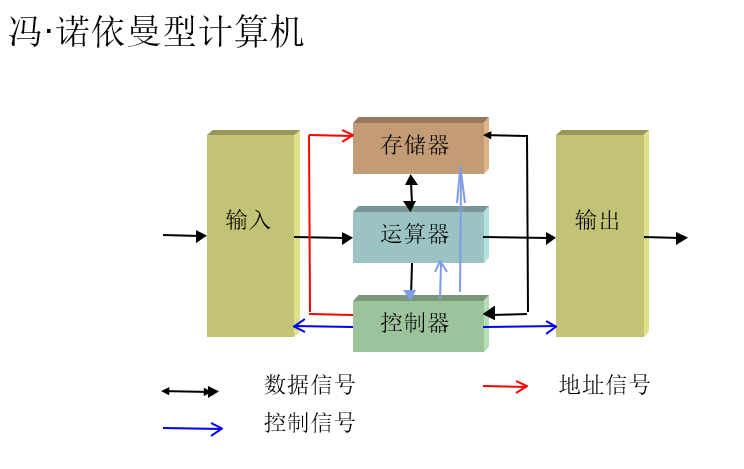 冯·诺依曼型计算机
存储器
输入
运算器
输出
控制器
数据信号
地址信号
控制信号